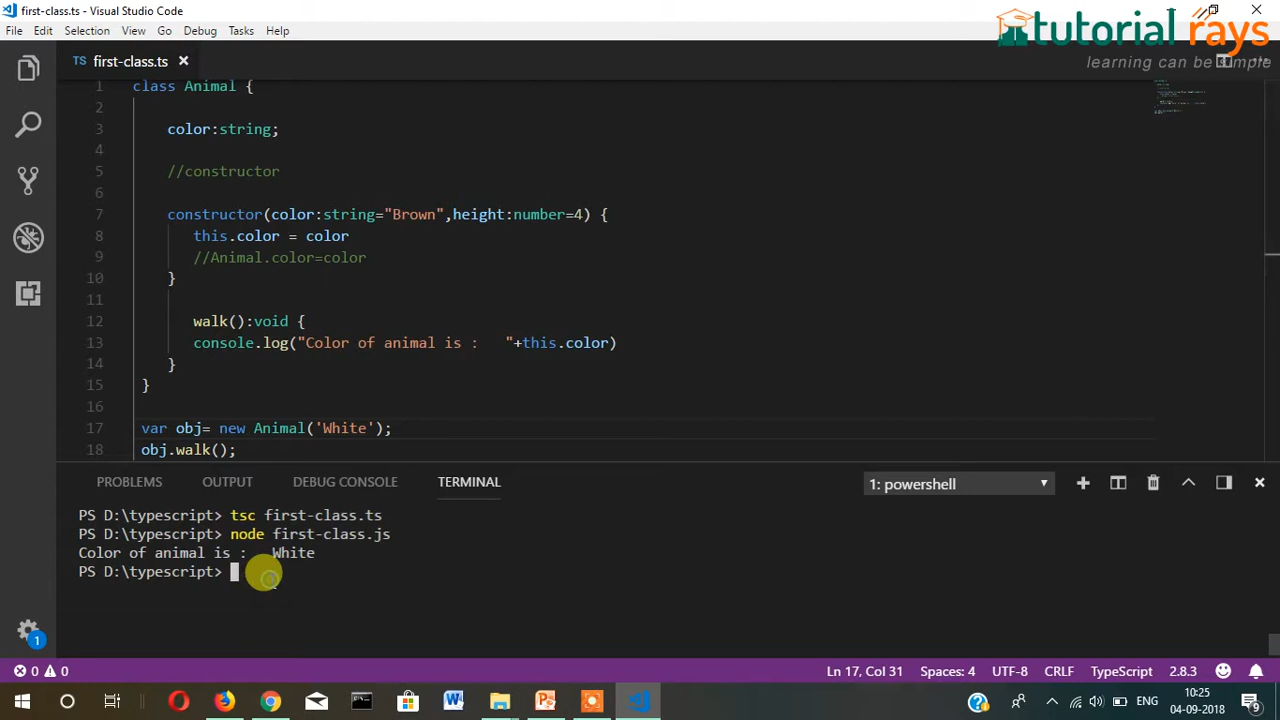 first-class.ts - Visual Studio Code
File Edit Selection View Go Debug Tasks Help
tutorial rays
learning can be simple
TS first-class.ts
1 class Animal {
2
3 color:string;
4
5 //constructor
6
7 constructor(color:string="Brown",height:number=4) {
8 this.color = color
9 //Animal.color=color
10 }
11
12 walk():void {
13 console.log("Color of animal is :   "+this.color)
14 }
15 }
16
17 var obj= new Animal('White');
18 obj.walk();
PROBLEMS OUTPUT DEBUG CONSOLE TERMINAL 1: powershell
PS D:\typescript> tsc first-class.ts
PS D:\typescript> node first-class.js
Color of animal is :   White
PS D:\typescript>
1
0 0 Ln 17, Col 31 Spaces: 4 UTF-8 CRLF TypeScript 2.8.3
ENG 10:25
04-09-2018 9